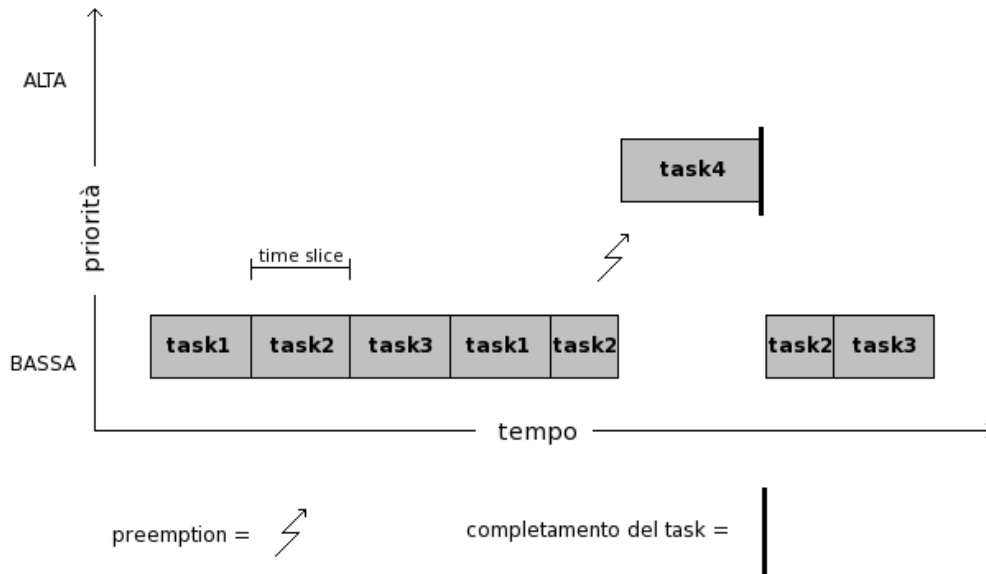 ALTA
task4
priorità
time slice
task1 task2 task3 task1 task2 task2 task3
BASSA
tempo
preemption =
completamento del task =